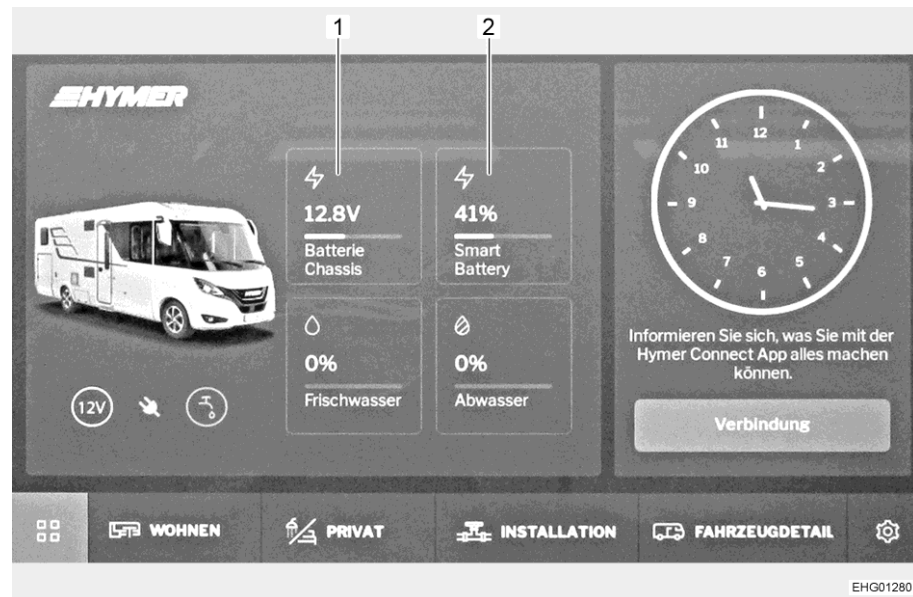 1
2
HYMER
12.8V
Batterie
Chassis
41%
Smart
Battery
0%
Frischwasser
0%
Abwasser
12V
12
1
2
3
4
5
6
7
8
9
10
11
Informieren Sie sich, was Sie mit der
Hymer Connect App alles machen
können.
Verbindung
WOHNEN
PRIVAT
INSTALLATION
FAHRZEUGDETAIL
EHG01280